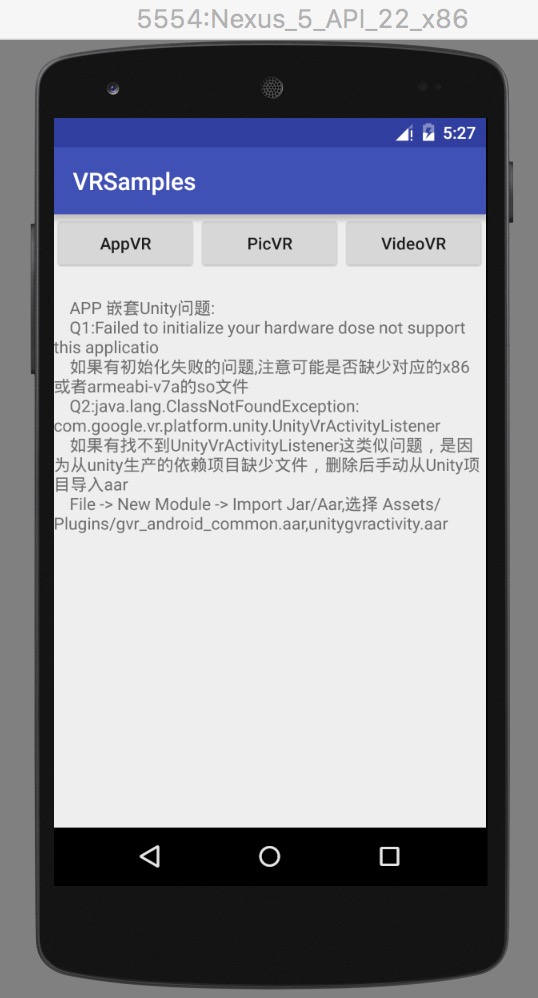 5554:Nexus_5_API_22_x86
5:27
VRSamples
AppVR PicVR VideoVR
APP 嵌套Unity问题:
Q1:Failed to initialize your hardware dose not support
this applicatio
如果有初始化失败的问题,注意可能是否缺少对应的x86
或者armeabi-v7a的so文件
Q2:java.lang.ClassNotFoundException:
com.google.vr.platform.unity.UnityVrActivityListener
如果有找不到UnityVrActivityListener这类似问题，是因
为从unity生产的依赖项目缺少文件，删除后手动从Unity项
目导入aar
File -> New Module -> Import Jar/Aar,选择 Assets/
Plugins/gvr_android_common.aar,unitygvractivity.aar